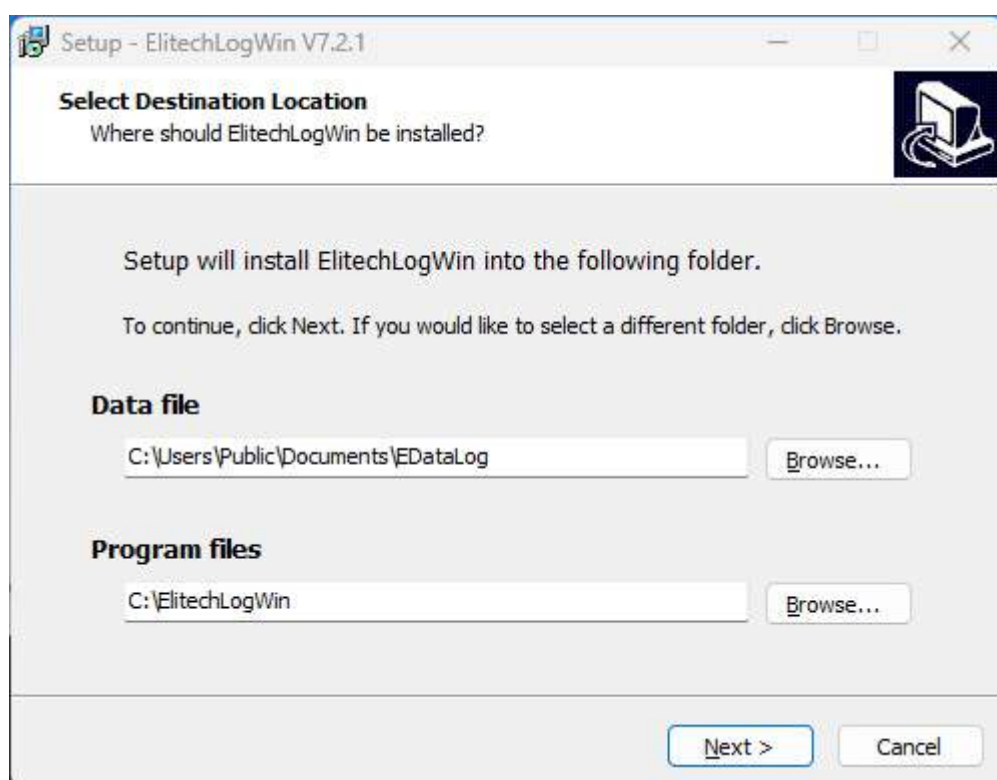 Setup - ElitechLogWin V7.2.1
Select Destination Location
Where should ElitechLogWin be installed?
Setup will install ElitechLogWin into the following folder.
To continue, click Next. If you would like to select a different folder, click Browse.
Data file
C:\Users\Public\Documents\EDataLog
Browse...
Program files
C:\ElitechLogWin
Browse...
Next >
Cancel